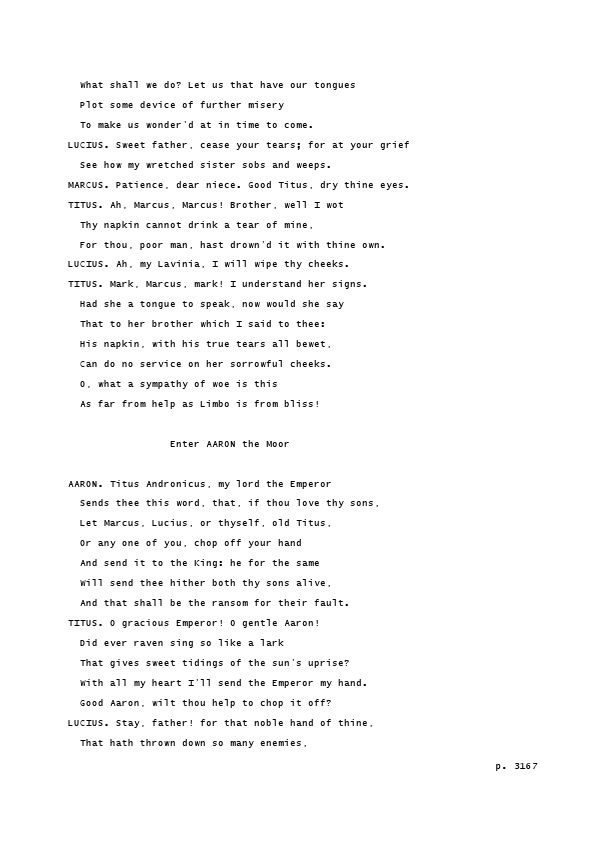 What shall we do? Let us that have our tongues
Plot some device of further misery
To make us wonder'd at in time to come.
LUCIUS. Sweet father, cease your tears; for at your grief
See how my wretched sister sobs and weeps.
MARCUS. Patience, dear niece. Good Titus, dry thine eyes.
TITUS. Ah, Marcus, Marcus! Brother, well I wot
Thy napkin cannot drink a tear of mine,
For thou, poor man, hast drown'd it with thine own.
LUCIUS. Ah, my Lavinia, I will wipe thy cheeks.
TITUS. Mark, Marcus, mark! I understand her signs.
Had she a tongue to speak, now would she say
That to her brother which I said to thee:
His napkin, with his true tears all bewet,
Can do no service on her sorrowful cheeks.
O, what a sympathy of woe is this
As far from help as Limbo is from bliss!
Enter AARON the Moor
AARON. Titus Andronicus, my lord the Emperor
Sends thee this word, that, if thou love thy sons,
Let Marcus, Lucius, or thyself, old Titus,
Or any one of you, chop off your hand
And send it to the King: he for the same
Will send thee hither both thy sons alive,
And that shall be the ransom for their fault.
TITUS. O gracious Emperor! O gentle Aaron!
Did ever raven sing so like a lark
That gives sweet tidings of the sun's uprise?
With all my heart I'll send the Emperor my hand.
Good Aaron, wilt thou help to chop it off?
LUCIUS. Stay, father! for that noble hand of thine,
That hath thrown down so many enemies,
p. 3167